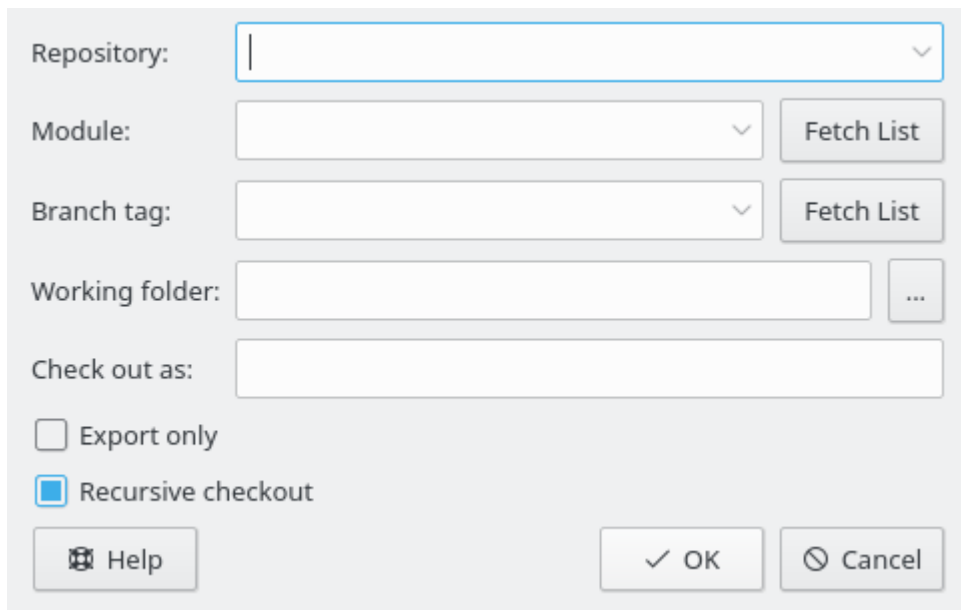 Repository:
Module: Fetch List
Branch tag: Fetch List
Working folder: ...
Check out as:
Export only
Recursive checkout
Help OK Cancel